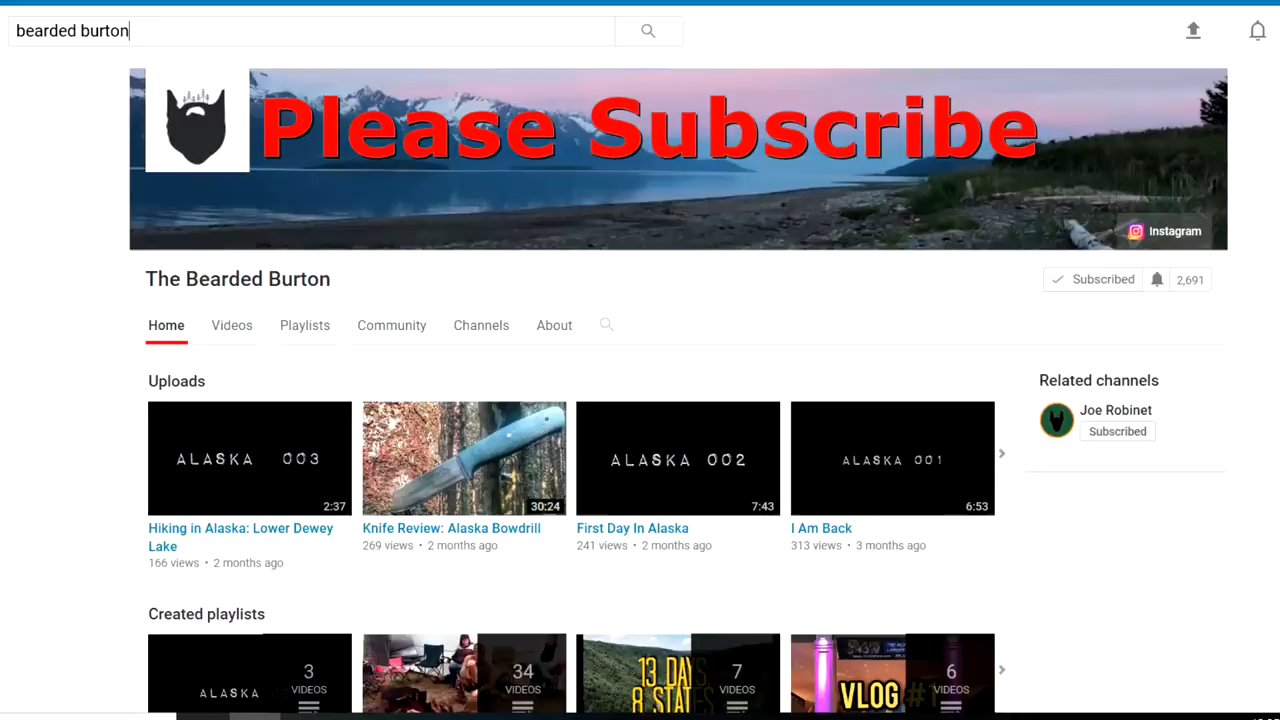 bearded burton
Please Subscribe
Instagram
The Bearded Burton
Subscribed
2,691
Home Videos Playlists Community Channels About
Uploads
Related channels
Joe Robinet
Subscribed
ALASKA 003
2:37
30:24
ALASKA 002
7:43
ALASKA 001
6:53
Hiking in Alaska: Lower Dewey
Lake
166 views • 2 months ago
Knife Review: Alaska Bowdrill
269 views • 2 months ago
First Day In Alaska
241 views • 2 months ago
I Am Back
313 views • 3 months ago
Created playlists
ALASKA
3
VIDEOS
34
VIDEOS
13 DAYS
8 STAT
7
VIDEOS
VLOG #1
6
VIDEOS